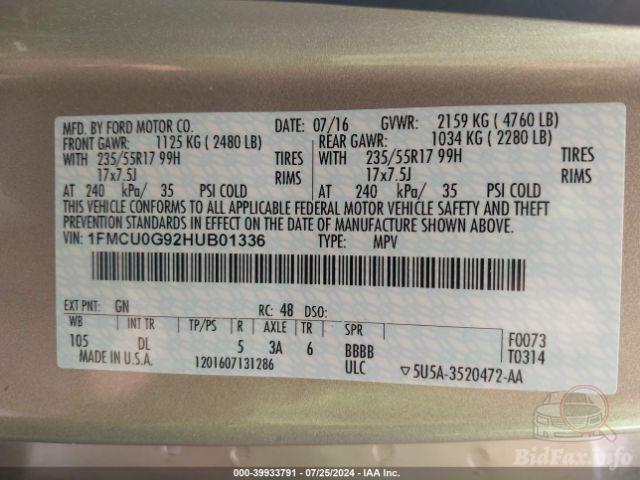 MFD. BY FORD MOTOR CO. DATE: 07/16 GVWR: 2159 KG ( 4760 LB)
FRONT GAWR: 1125 KG ( 2480 LB) REAR GAWR: 1034 KG ( 2280 LB)
WITH 235/55R17 99H TIRES WITH 235/55R17 99H TIRES
17x7.5J RIMS 17x7.5J RIMS
AT 240 kPa/ 35 PSI COLD AT 240 kPa/ 35 PSI COLD
THIS VEHICLE CONFORMS TO ALL APPLICABLE FEDERAL MOTOR VEHICLE SAFETY AND THEFT
PREVENTION STANDARDS IN EFFECT ON THE DATE OF MANUFACTURE SHOWN ABOVE.
VIN: 1FMCU0G92HUB01336 TYPE: MPV
EXT PNT: GN RC: 48 DSO:
WB INT TR TP/PS R AXLE TR SPR F0073
105 DL 5 3A 6 BBBB T0314
MADE IN U.S.A. 1201607131286 ULC ▽5U5A-3520472-AA
BidFax.info
000-39933791 - 07/25/2024 - IAA Inc.